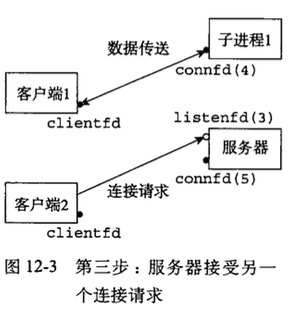 数据传送
子进程1
connfd(4)
客户端1
clientfd
listenfd(3)
服务器
connfd(5)
连接请求
客户端2
clientfd
图 12-3 第三步：服务器接受另一
个连接请求